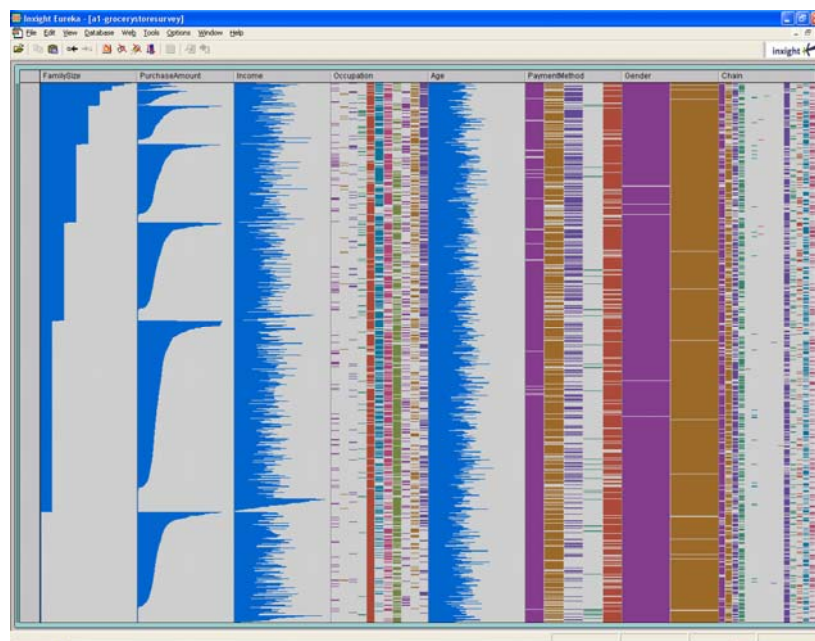 Inxight Eureka - [a1-grocerystoresurvey]
File Edit View Database Web Tools Options Window Help
inxight
FamilySize PurchaseAmount Income Occupation Age PaymentMethod Gender Chain